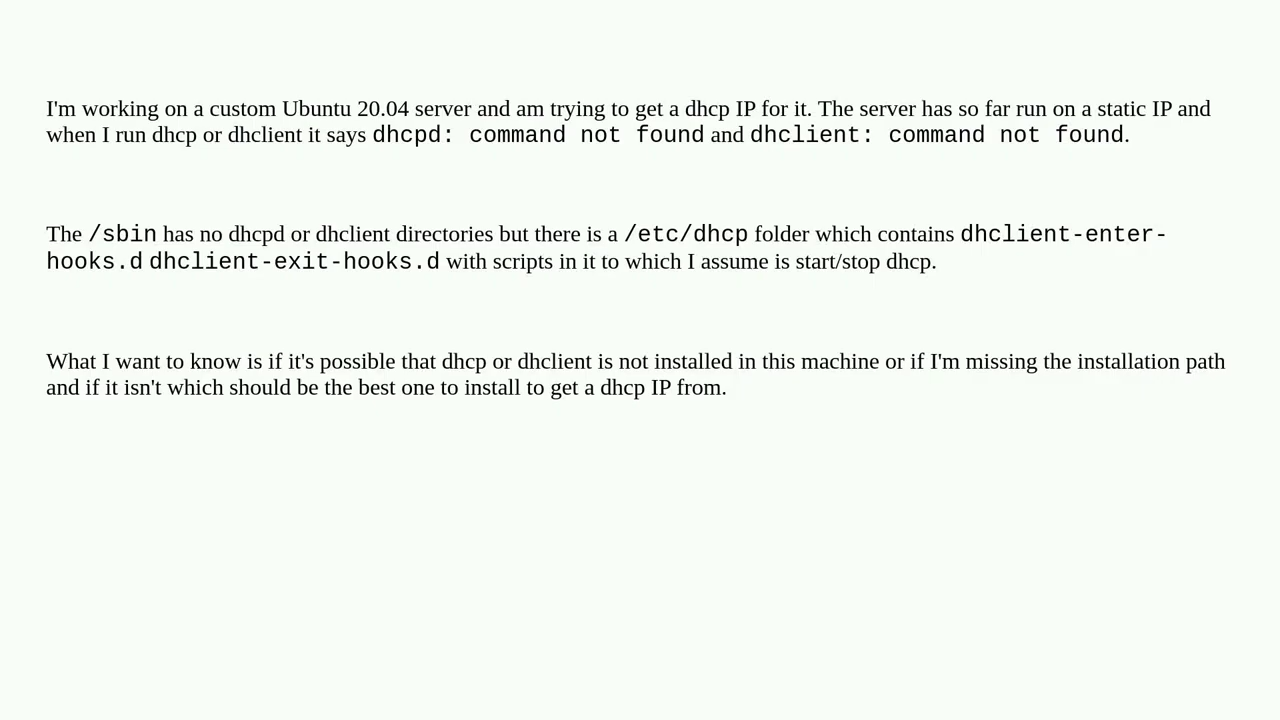 I'm working on a custom Ubuntu 20.04 server and am trying to get a dhcp IP for it. The server has so far run on a static IP and
when I run dhcp or dhclient it says dhcpd: command not found and dhclient: command not found.
The /sbin has no dhcpd or dhclient directories but there is a /etc/dhcp folder which contains dhclient-enter-
hooks.d dhclient-exit-hooks.d with scripts in it to which I assume is start/stop dhcp.
What I want to know is if it's possible that dhcp or dhclient is not installed in this machine or if I'm missing the installation path
and if it isn't which should be the best one to install to get a dhcp IP from.